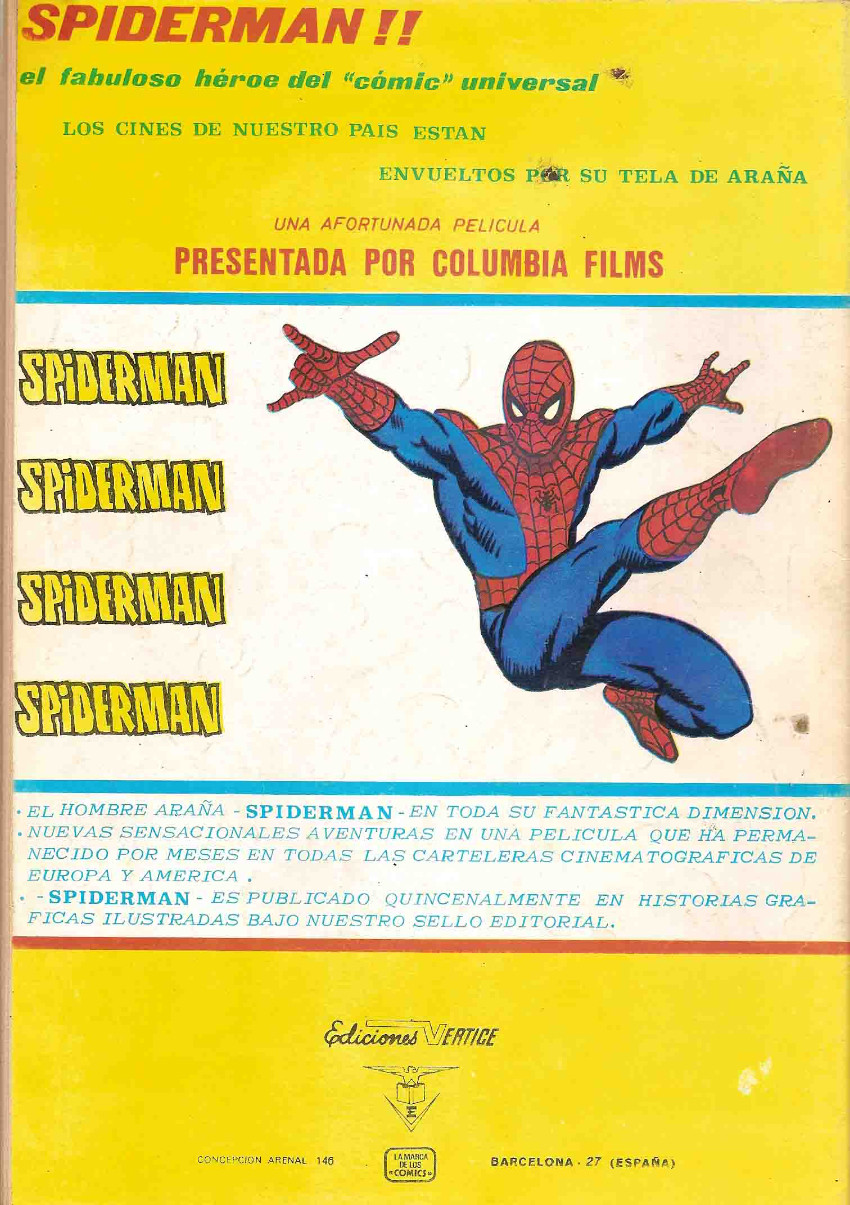 SPIDERMAN !!
el fabuloso héroe del "cómic" universal
LOS CINES DE NUESTRO PAIS ESTAN
ENVUELTOS POR SU TELA DE ARAÑA
UNA AFORTUNADA PELICULA
PRESENTADA POR COLUMBIA FILMS
SPiDERMAN
SPiDERMAN
SPiDERMAN
SPiDERMAN
• EL HOMBRE ARAÑA - SPIDERMAN - EN TODA SU FANTASTICA DIMENSION.
• NUEVAS SENSACIONALES AVENTURAS EN UNA PELICULA QUE HA PERMA-
NECIDO POR MESES EN TODAS LAS CARTELERAS CINEMATOGRAFICAS DE
EUROPA Y AMERICA .
• - SPIDERMAN - ES PUBLICADO QUINCENALMENTE EN HISTORIAS GRA-
FICAS ILUSTRADAS BAJO NUESTRO SELLO EDITORIAL.
Ediciones VERTICE
E
CONCEPCION ARENAL 146
LA MARCA
DE LOS
«COMICS»
BARCELONA - 27 (ESPAÑA)